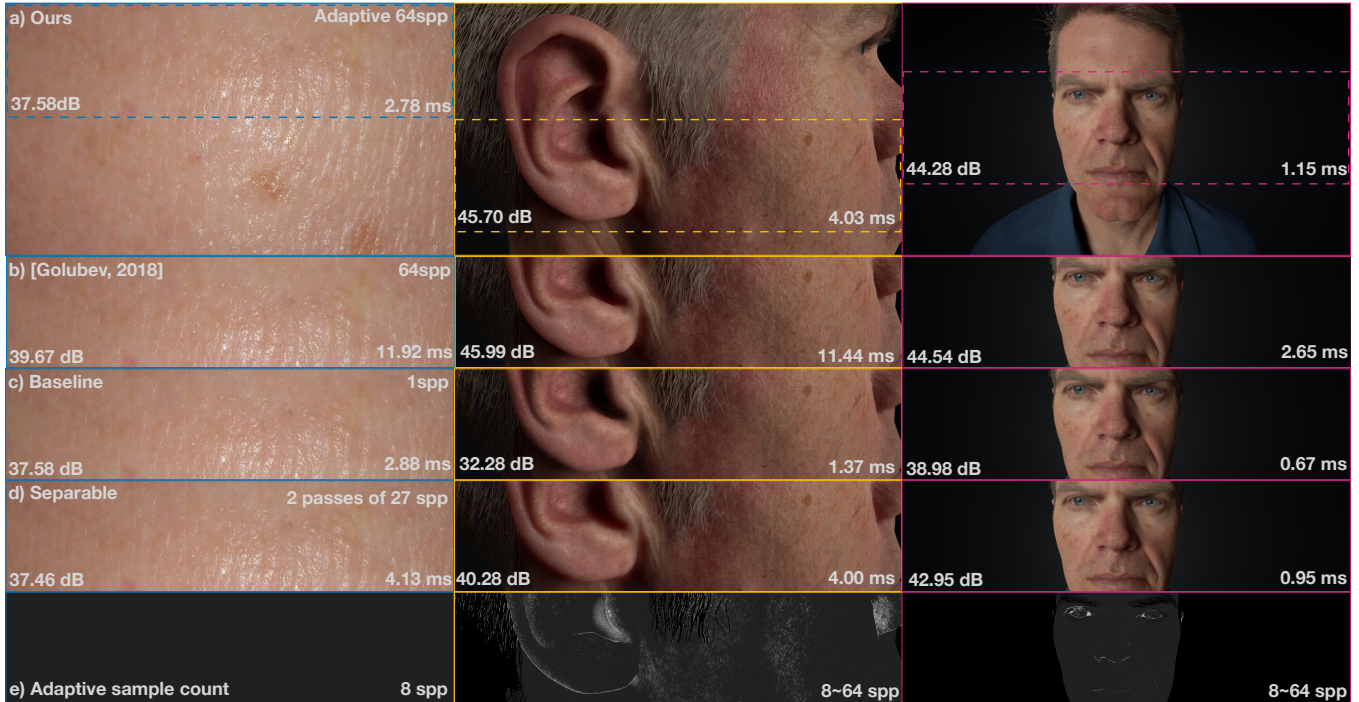 a) Ours
Adaptive 64spp
37.58dB
2.78 ms
45.70 dB
4.03 ms
44.28 dB
1.15 ms
b) [Golubev, 2018]
64spp
39.67 dB
11.92 ms
45.99 dB
11.44 ms
44.54 dB
2.65 ms
c) Baseline
1spp
37.58 dB
2.88 ms
32.28 dB
1.37 ms
38.98 dB
0.67 ms
d) Separable
2 passes of 27 spp
37.46 dB
4.13 ms
40.28 dB
4.00 ms
42.95 dB
0.95 ms
e) Adaptive sample count
8 spp
8~64 spp
8~64 spp